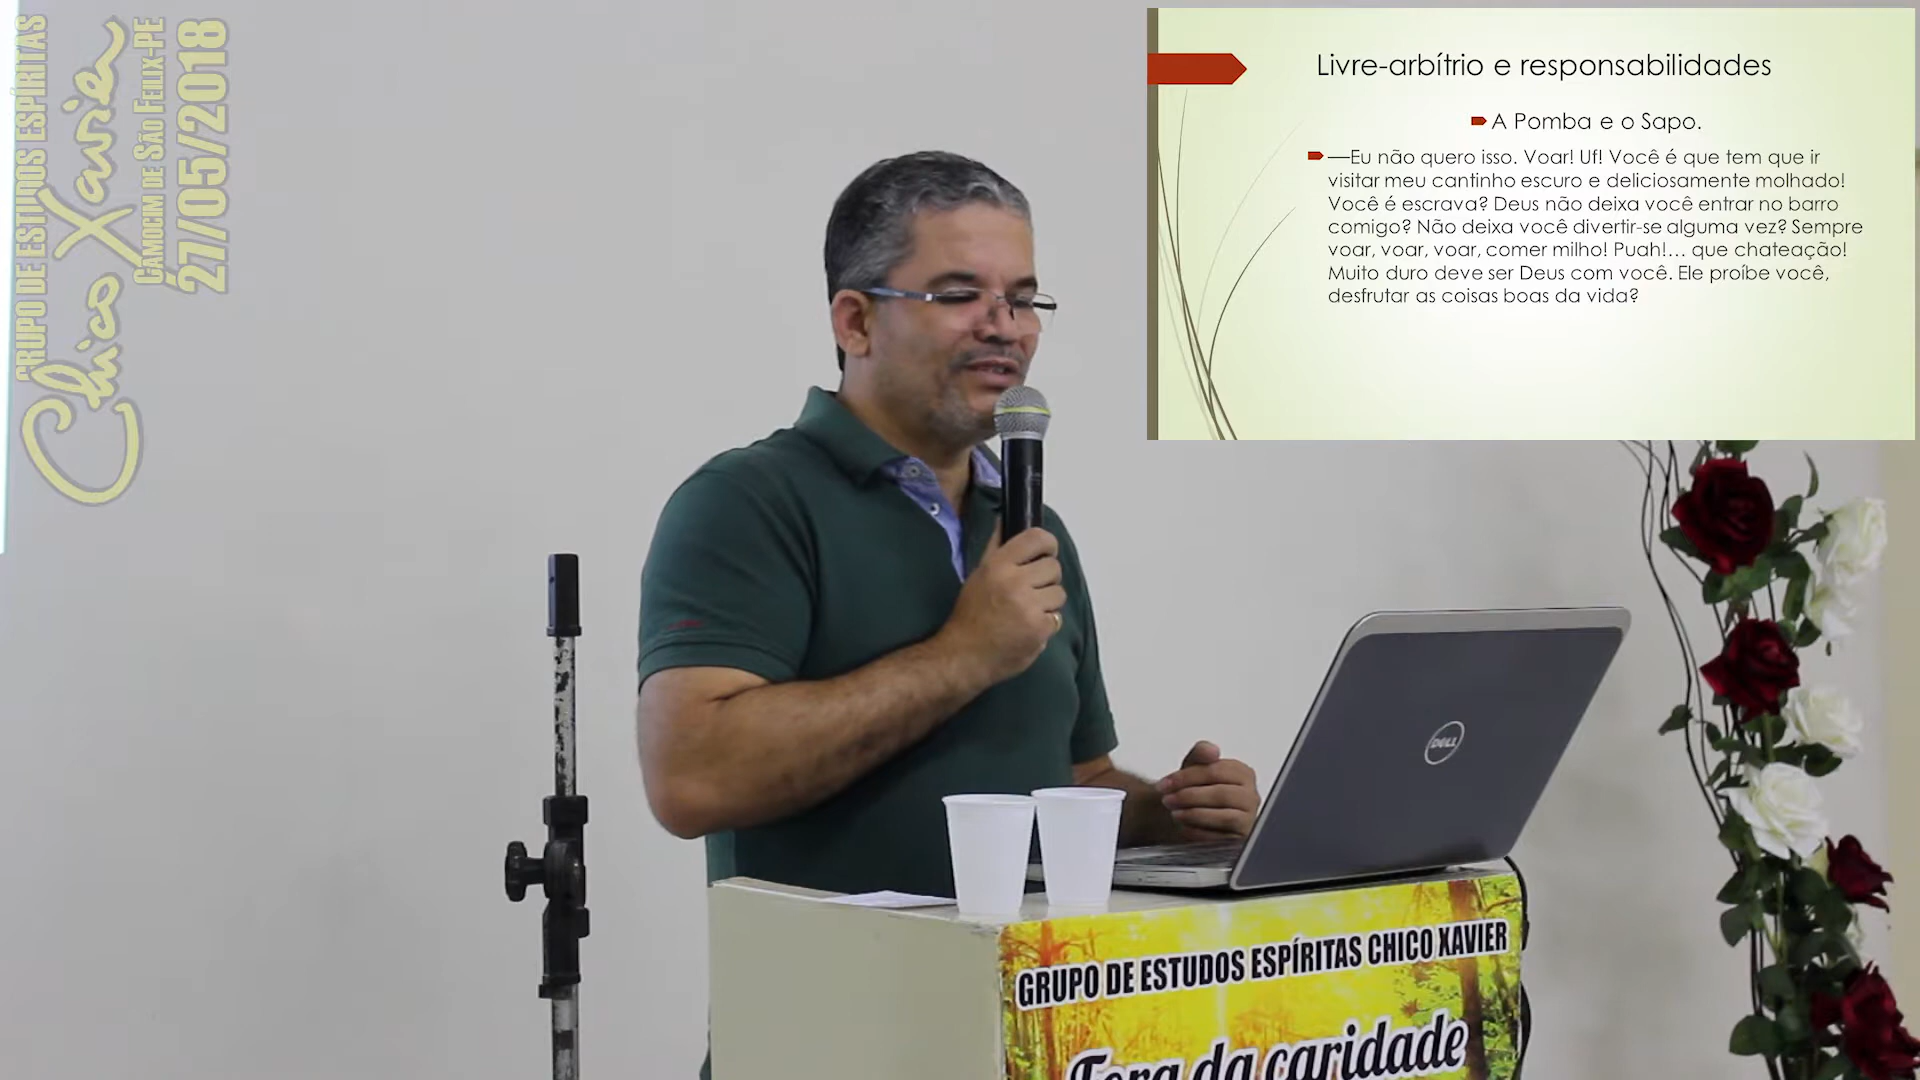 GRUPO DE ESTUDOS ESPÍRITAS
Chico Xavier
CAMOCIM DE SÃO FELIX-PE
27/05/2018
Livre-arbítrio e responsabilidades
A Pomba e o Sapo.
—Eu não quero isso. Voar! Uf! Você é que tem que ir
visitar meu cantinho escuro e deliciosamente molhado!
Você é escrava? Deus não deixa você entrar no barro
comigo? Não deixa você divertir-se alguma vez? Sempre
voar, voar, voar, comer milho! Puah!... que chateação!
Muito duro deve ser Deus com você. Ele proíbe você,
desfrutar as coisas boas da vida?
DELL
GRUPO DE ESTUDOS ESPÍRITAS CHICO XAVIER
Fora da caridade